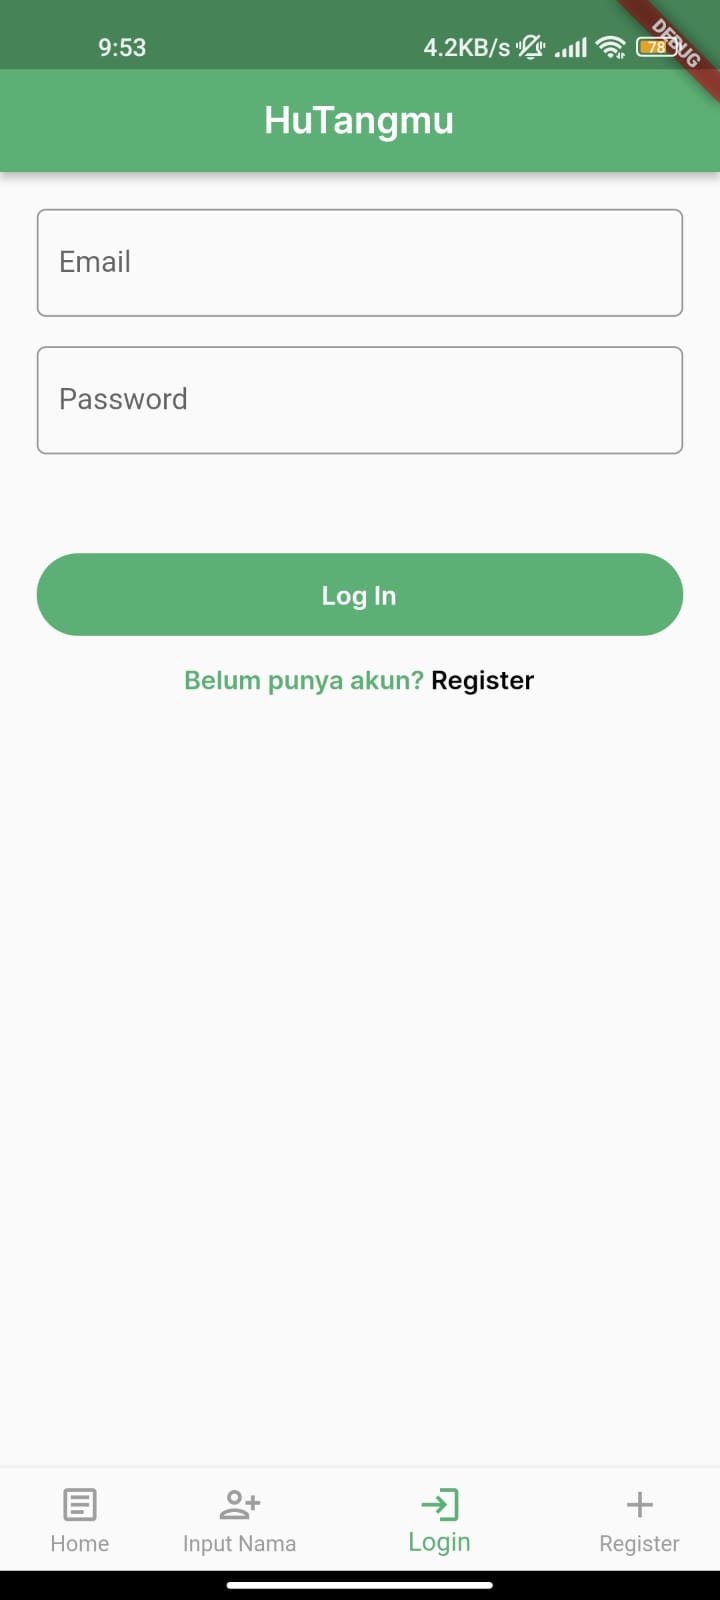 9:53 4.2KB/s 78 DEBUG
HuTangmu
Email
Password
Log In
Belum punya akun? Register
Home Input Nama Login Register